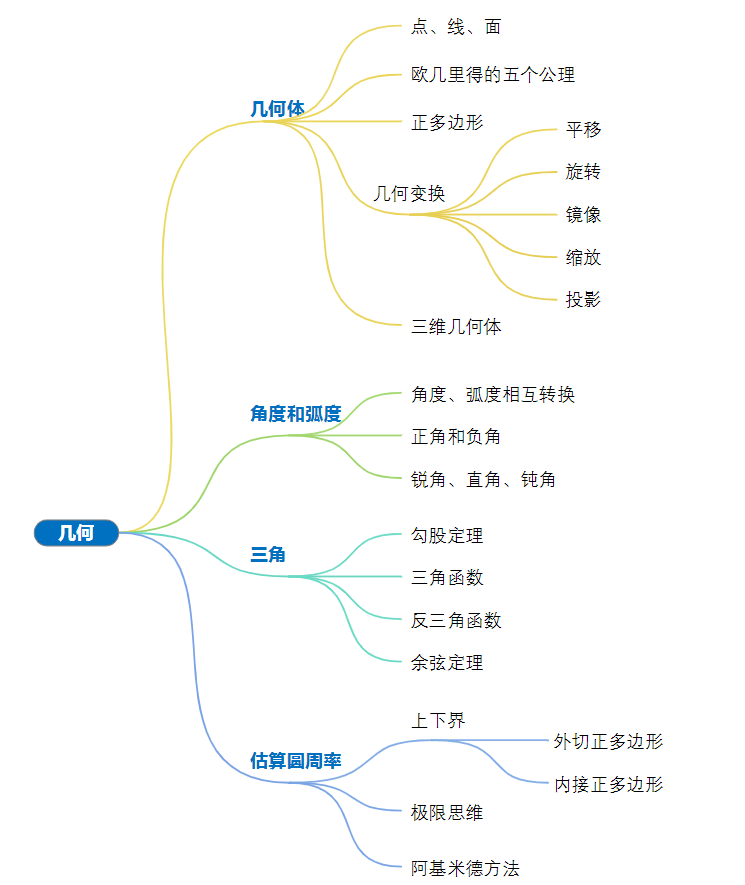 几何
几何体
点、线、面
欧几里得的五个公理
正多边形
几何变换
平移
旋转
镜像
缩放
投影
三维几何体
角度和弧度
角度、弧度相互转换
正角和负角
锐角、直角、钝角
三角
勾股定理
三角函数
反三角函数
余弦定理
估算圆周率
上下界
外切正多边形
内接正多边形
极限思维
阿基米德方法